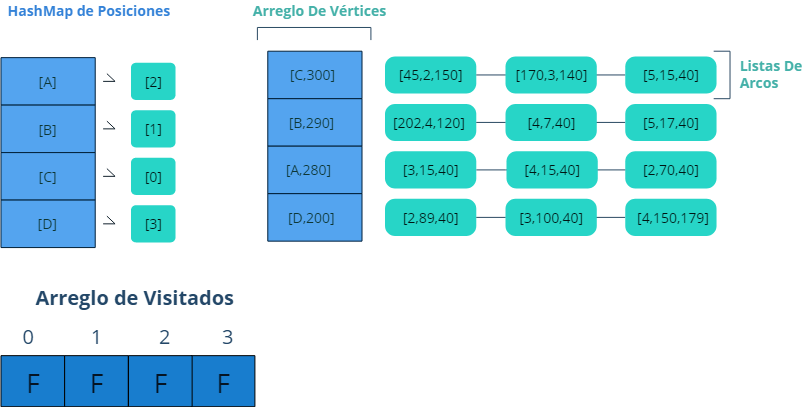 HashMap de Posiciones
Arreglo De Vértices
[A] [2]
[B] [1]
[C] [0]
[D] [3]
[C,300] [45,2,150] [170,3,140] [5,15,40]
[B,290] [202,4,120] [4,7,40] [5,17,40]
[A,280] [3,15,40] [4,15,40] [2,70,40]
[D,200] [2,89,40] [3,100,40] [4,150,179]
Listas De
Arcos
Arreglo de Visitados
0 1 2 3
F F F F